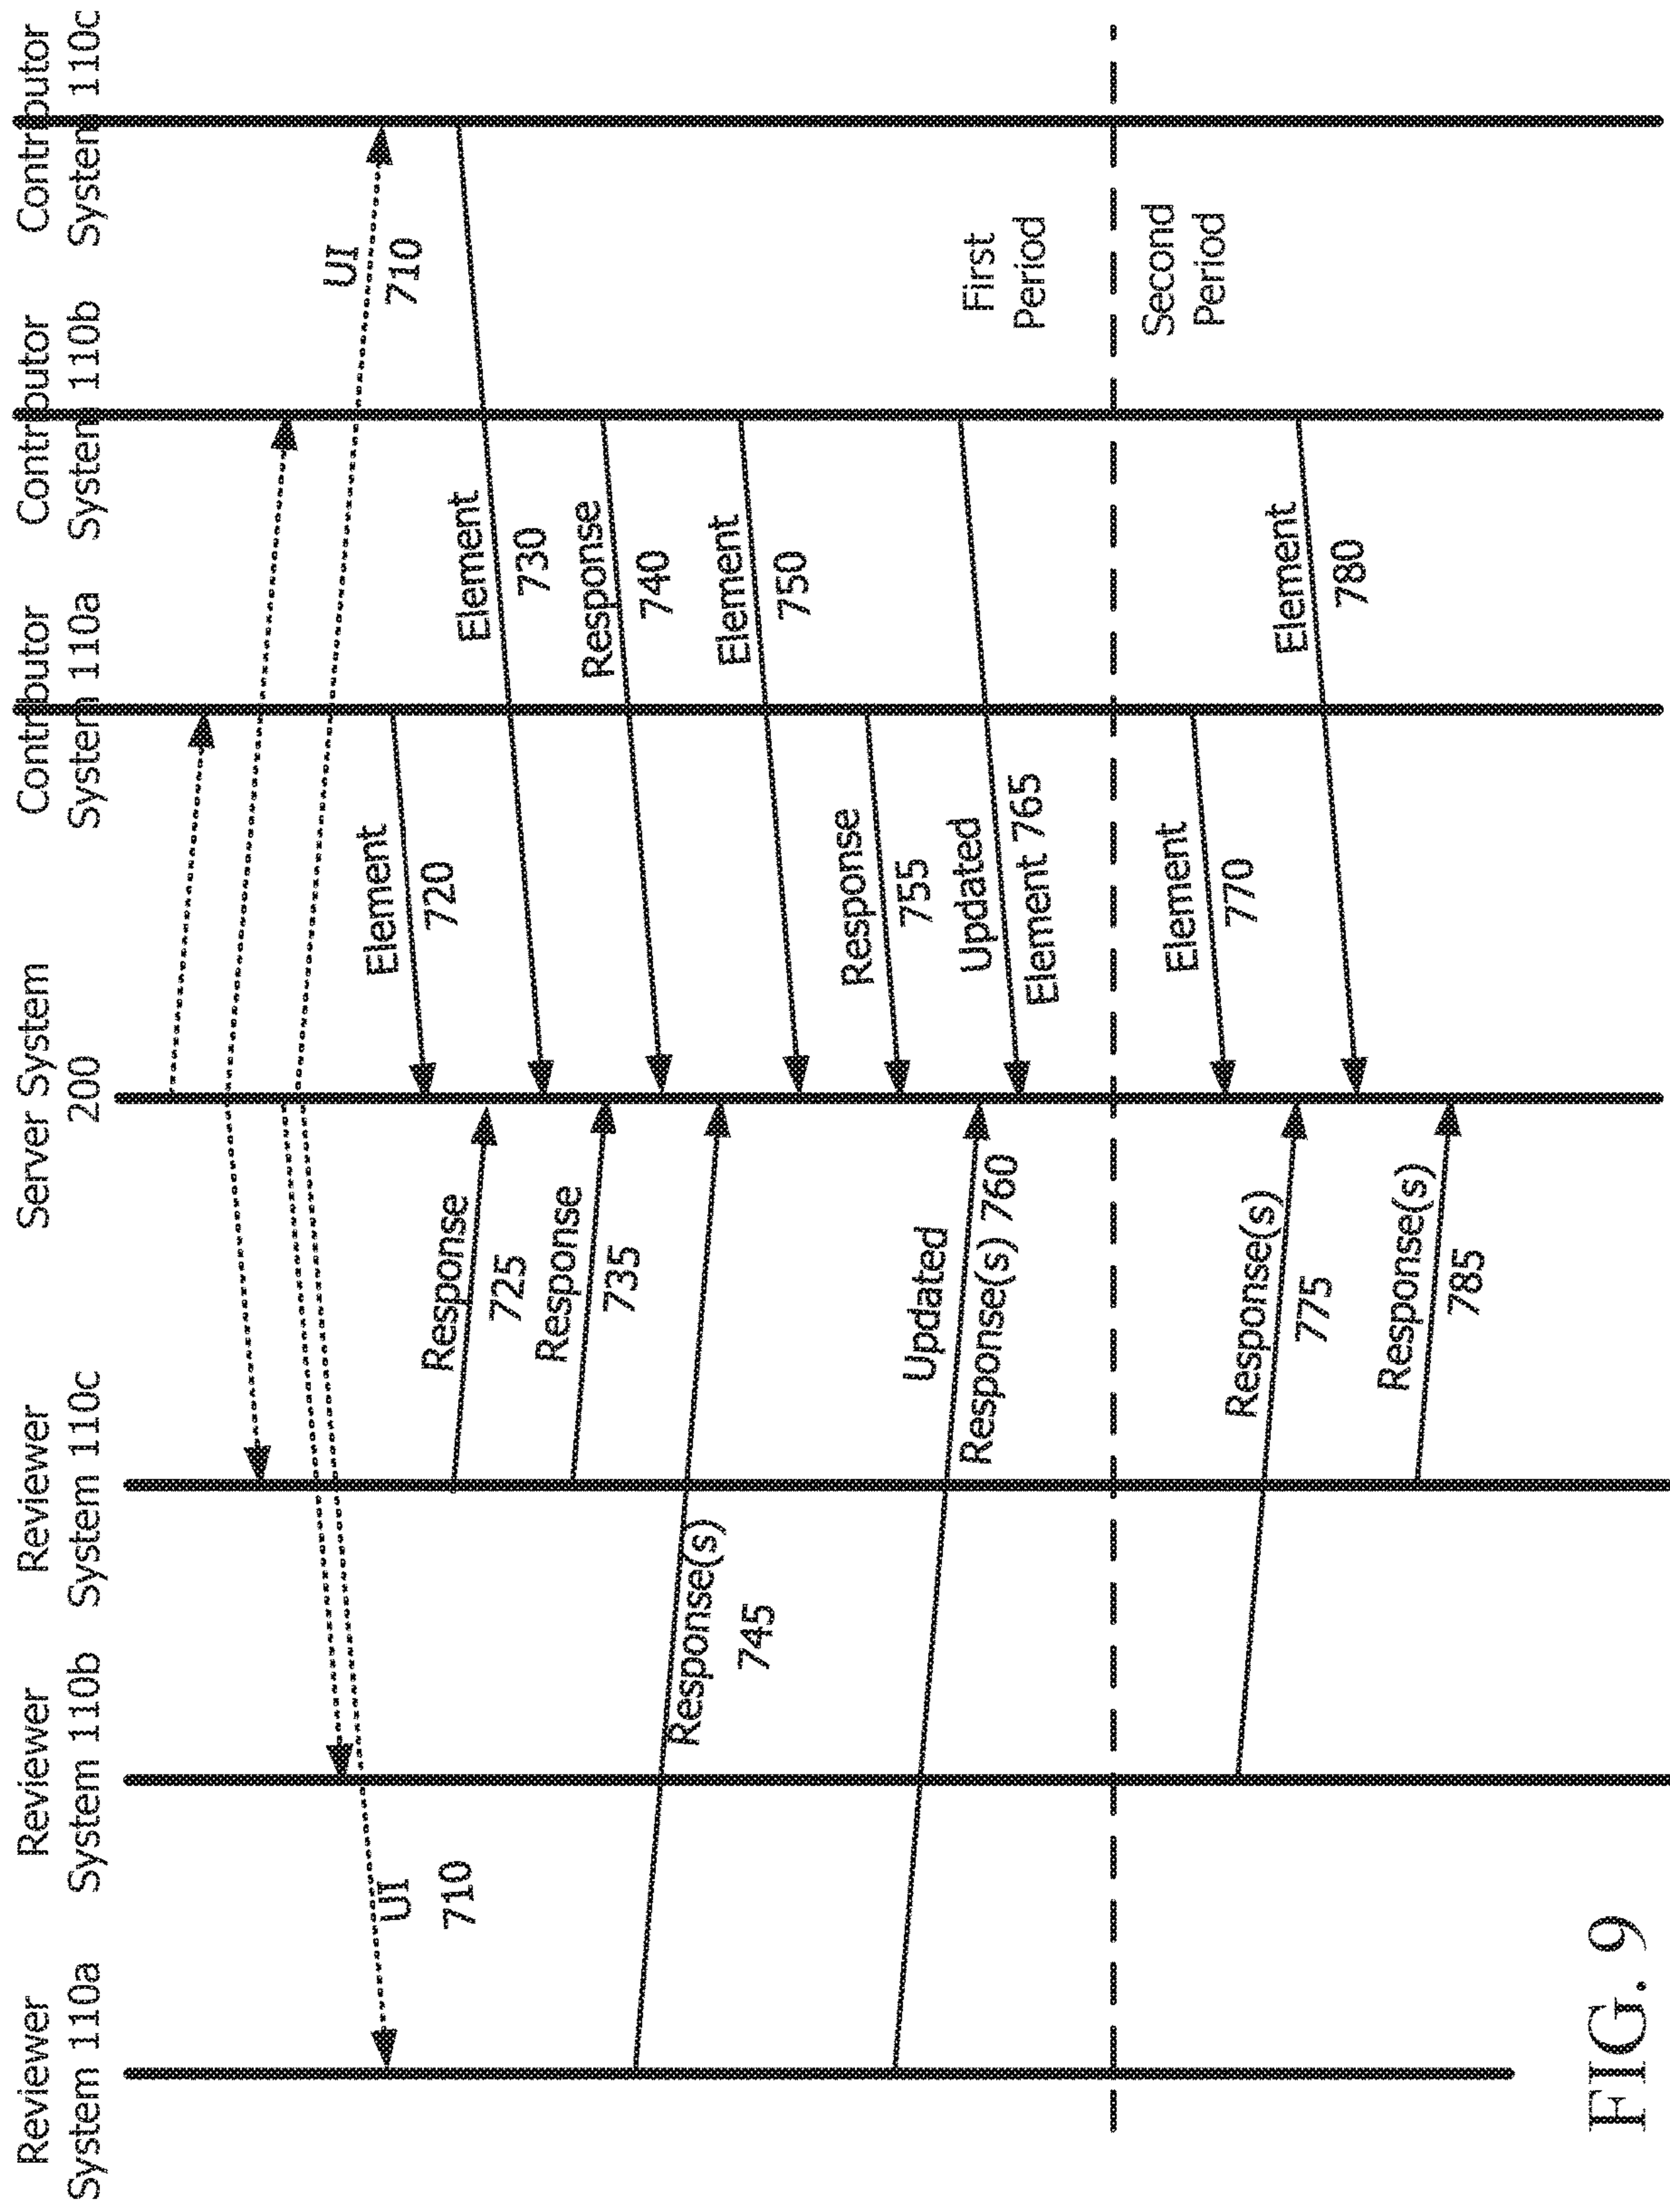 Reviewer
System 110a
Reviewer
System 110b
Reviewer
System 110c
Server System
200
Contributor
System 110a
Contributor
System 110b
Contributor
System 110c
UI
710
UI
710
Element
720
Response
725
Element
730
Response
735
Response
740
Response(s)
745
Element
750
Response
755
Updated
Response(s) 760
Updated
Element 765
First
Period
Second
Period
Element
770
Response(s)
775
Element
780
Response(s)
785
FIG. 9